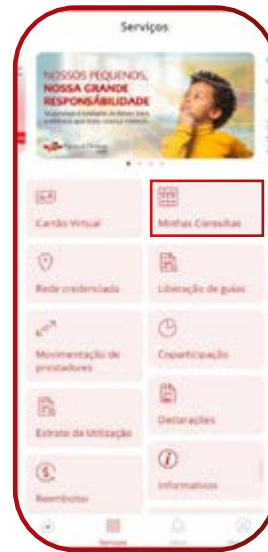 Serviços
NOSSOS PEQUENOS,
NOSSA GRANDE
RESPONSABILIDADE
Cartão Virtual
Minhas Consultas
Rede credenciada
Liberação de guias
Movimentação de
prestadores
Coparticipação
Extrato de Utilização
Declarações
Reembolso
Informativos
Serviços